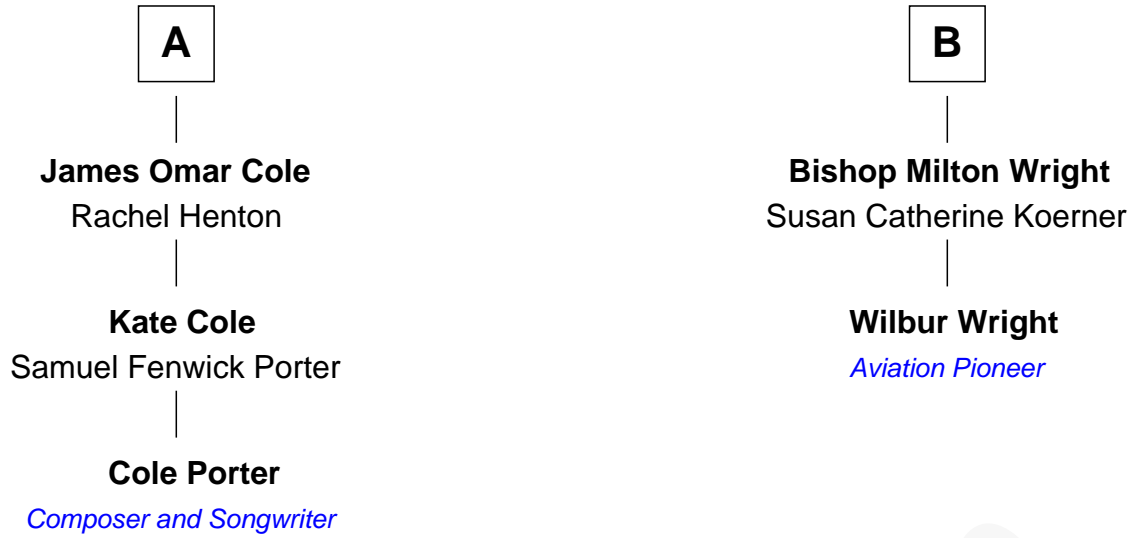 A
James Omar Cole
Rachel Henton
Kate Cole
Samuel Fenwick Porter
Cole Porter
Composer and Songwriter
B
Bishop Milton Wright
Susan Catherine Koerner
Wilbur Wright
Aviation Pioneer